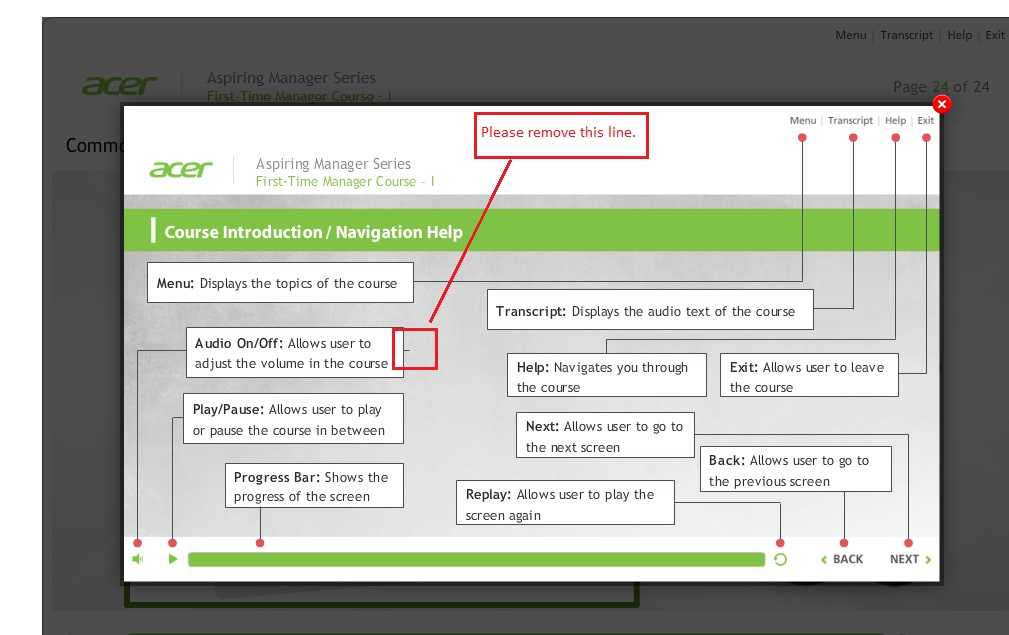 Menu | Transcript | Help | Exit
acer
Aspiring Manager Series
First-Time Manager Course - I
Page 24 of 24
Comm
Please remove this line.
Menu | Transcript | Help | Exit
acer
Aspiring Manager Series
First-Time Manager Course – I
Course Introduction / Navigation Help
Menu: Displays the topics of the course
Transcript: Displays the audio text of the course
Audio On/Off: Allows user to
adjust the volume in the course
Help: Navigates you through
the course
Exit: Allows user to leave
the course
Play/Pause: Allows user to play
or pause the course in between
Next: Allows user to go to
the next screen
Back: Allows user to go to
the previous screen
Progress Bar: Shows the
progress of the screen
Replay: Allows user to play the
screen again
BACK
NEXT